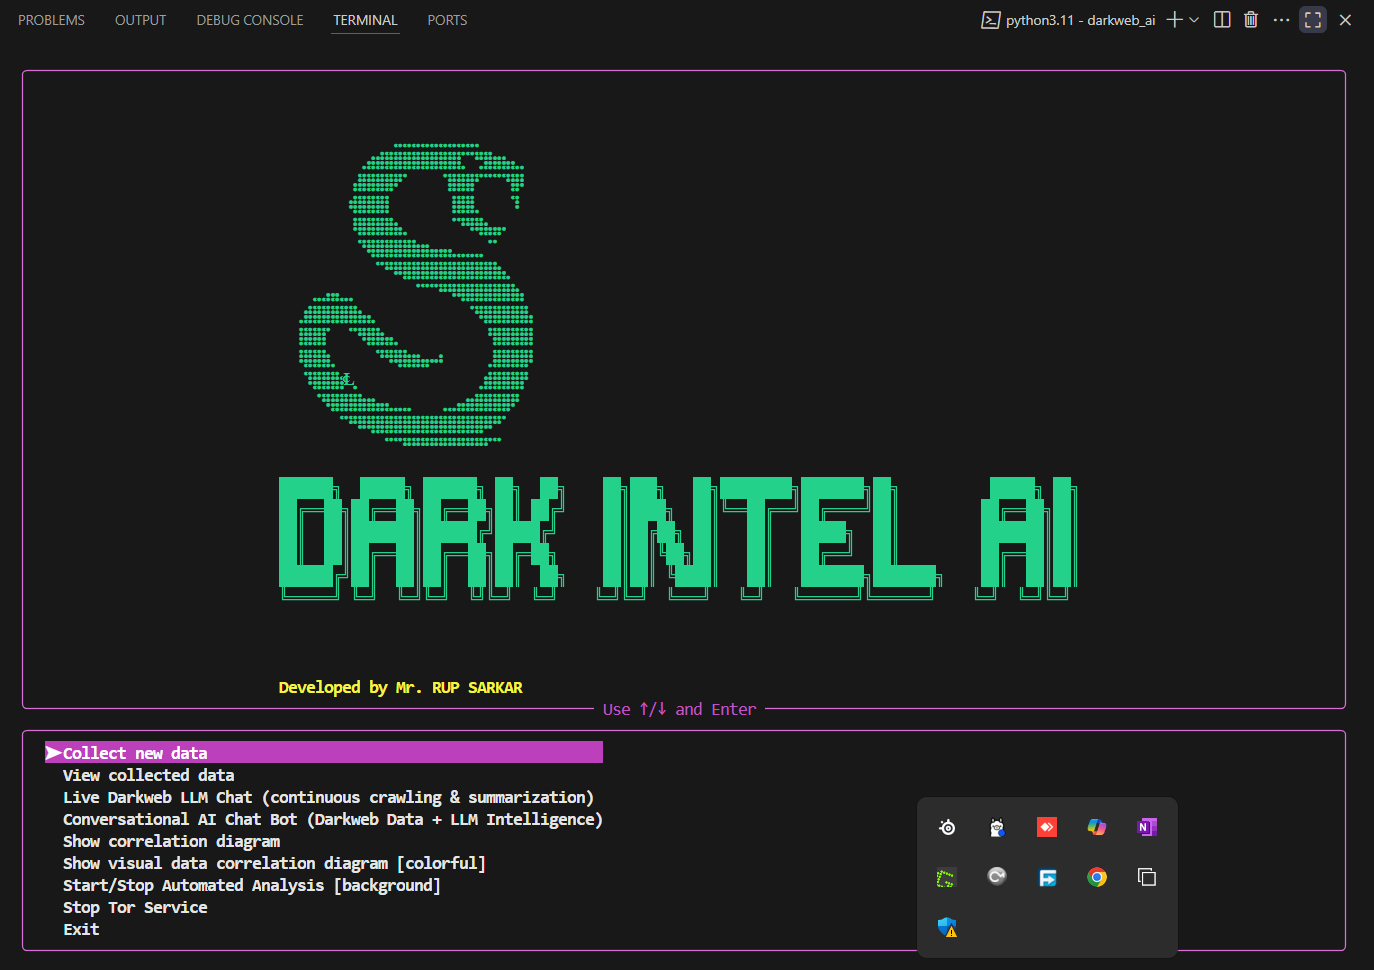 PROBLEMS OUTPUT DEBUG CONSOLE TERMINAL PORTS python3.11 - darkweb_ai
DARK INTEL AI
Developed by Mr. RUP SARKAR
Use ↑/↓ and Enter
➤Collect new data
View collected data
Live Darkweb LLM Chat (continuous crawling & summarization)
Conversational AI Chat Bot (Darkweb Data + LLM Intelligence)
Show correlation diagram
Show visual data correlation diagram [colorful]
Start/Stop Automated Analysis [background]
Stop Tor Service
Exit